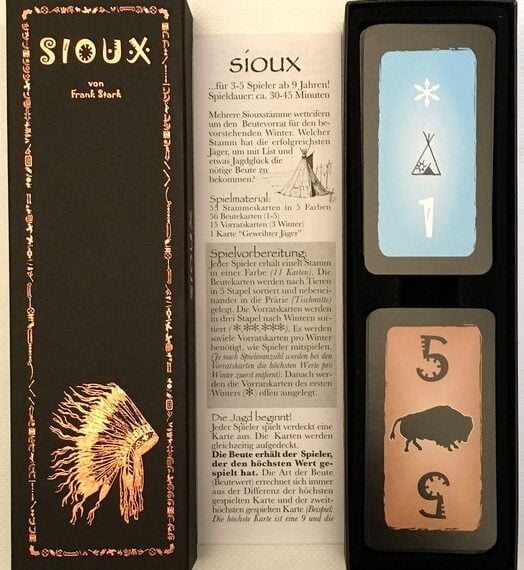 SIOUX
von
Frank Stark
sioux
...für 3-5 Spieler ab 9 Jahren!
Spieldauer: ca. 30-45 Minuten
Mehrere Siouxstämme wetteifern
um den Beutevorrat für den be-
vorstehenden Winter. Welcher
Stamm hat die erfolgreichsten
Jäger, um mit List und
etwas Jagdglück die
nötige Beute zu
bekommen?
Spielmaterial:
55 Stammeskarten in 5 Farben
56 Beutekarten (1-5)
15 Vorratskarten (3 Winter)
1 Karte "Geweihter Jäger"
Spielvorbereitung:
Jeder Spieler erhält einen Stamm
in einer Farbe (11 Karten). Die
Beutekarten werden nach Tieren
in 5 Stapel sortiert und nebenei-
nander in die Prärie (Tischmitte)
gelegt. Die Vorratskarten werden
in drei Stapel nach Wintern sor-
tiert (* ** ***). Es werden
soviele Vorratskarten pro Winter
benötigt, wie Spieler mitspielen.
(Je nach Spieleranzahl werden bei den
Vorratskarten die höchsten Werte pro
Winter zuerst entfernt). Danach wer-
den die Vorratskarten des ersten
Winters (*) offen ausgelegt.
Die Jagd beginnt!
Jeder Spieler spielt verdeckt eine
Karte aus. Die Karten werden
gleichzeitig aufgedeckt.
Die Beute erhält der Spieler,
der den höchsten Wert ge-
spielt hat. Die Art der Beute
(Beutewert) errechnet sich immer
aus der Differenz der höchsten
gespielten Karte und der zweit-
höchsten gespielten Karte (Beispiel:
Die höchste Karte ist eine 9 und die
1
5
5